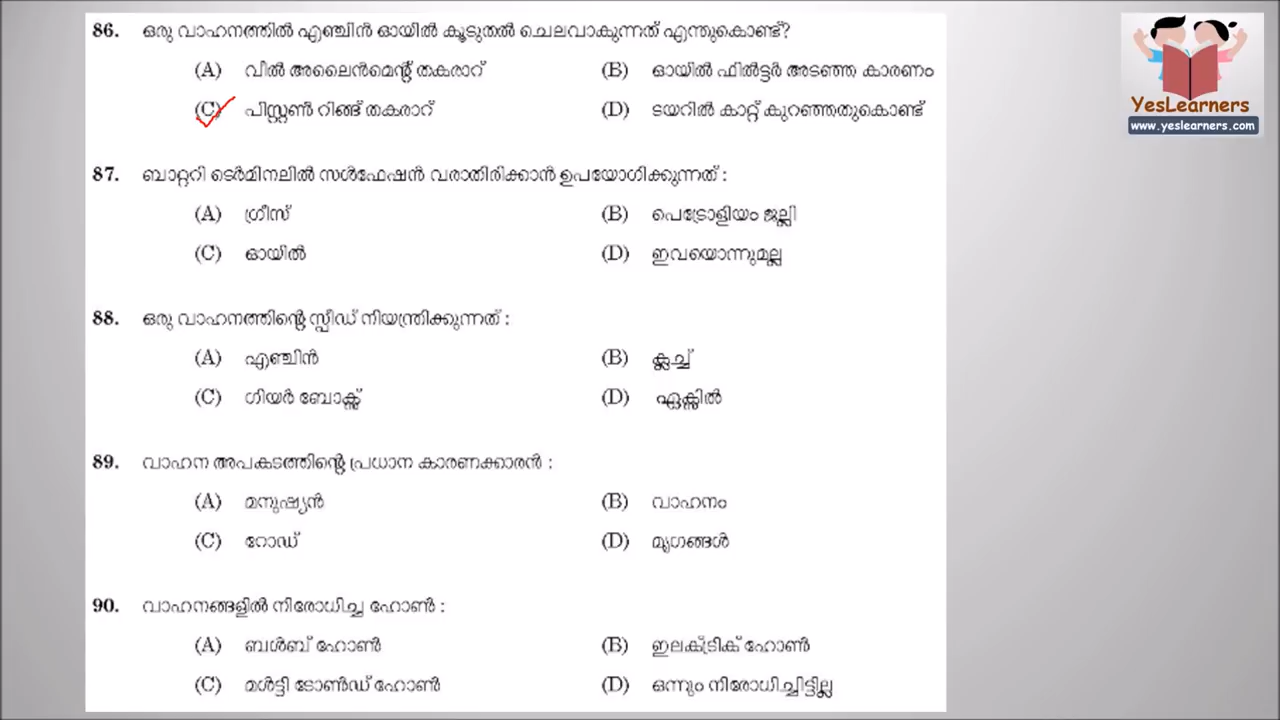 86. ഒരു വാഹനത്തിൽ എഞ്ചിൻ ഓയിൽ കൂടുതൽ ചെലവാകുന്നത് എന്തുകൊണ്ട്?
(A) വീൽ അലൈൻമെന്റ് തകരാറ് (B) ഓയിൽ ഫിൽട്ടർ അടഞ്ഞ കാരണം
(C) പിസ്റ്റൺ റിങ്ങ് തകരാറ് (D) ടയറിൽ കാറ്റ് കുറഞ്ഞതുകൊണ്ട്
87. ബാറ്ററി ടെർമിനലിൽ സൾഫേഷൻ വരാതിരിക്കാൻ ഉപയോഗിക്കുന്നത് :
(A) ഗ്രീസ് (B) പെട്രോളിയം ജല്ലി
(C) ഓയിൽ (D) ഇവയൊന്നുമല്ല
88. ഒരു വാഹനത്തിന്റെ സ്പീഡ് നിയന്ത്രിക്കുന്നത് :
(A) എഞ്ചിൻ (B) ക്ലച്ച്
(C) ഗിയർ ബോക്സ് (D) ഏക്സിൽ
89. വാഹന അപകടത്തിന്റെ പ്രധാന കാരണക്കാരൻ :
(A) മനുഷ്യൻ (B) വാഹനം
(C) റോഡ് (D) മൃഗങ്ങൾ
90. വാഹനങ്ങളിൽ നിരോധിച്ച ഹോൺ :
(A) ബൾബ് ഹോൺ (B) ഇലക്ട്രിക് ഹോൺ
(C) മൾട്ടി ടോൺഡ് ഹോൺ (D) ഒന്നും നിരോധിച്ചിട്ടില്ല
YesLearners
www.yeslearners.com